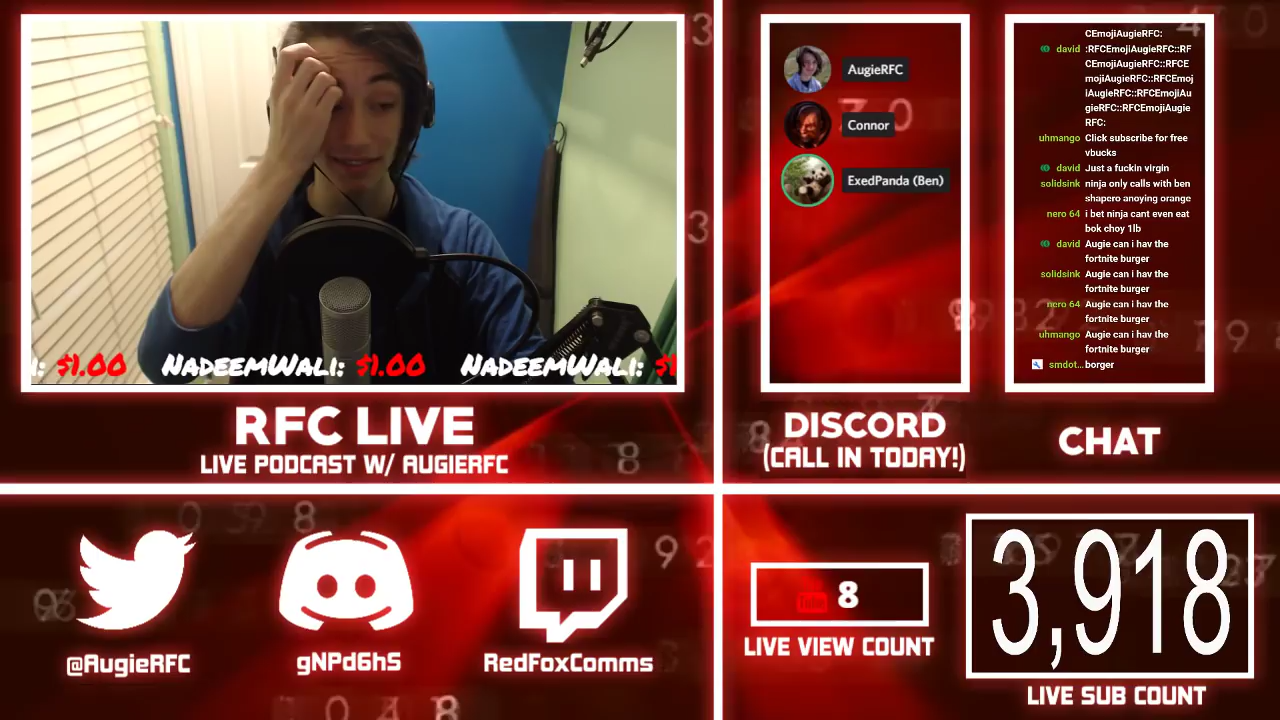 : $1.00 NadeemWali: $1.00 NadeemWali: $1
RFC LIVE
LIVE PODCAST W/ AUGIERFC
AugieRFC
Connor
ExedPanda (Ben)
DISCORD
(CALL IN TODAY!)
CEmojiAugieRFC:
david :RFCEmojiAugieRFC::RF
CEmojiAugieRFC::RFCE
mojiAugieRFC::RFCEmoj
iAugieRFC::RFCEmojiAu
gieRFC::RFCEmojiAugie
RFC:
uhmango Click subscribe for free
vbucks
david Just a fuckin virgin
solidsink ninja only calls with ben
shapero anoying orange
nero 64 i bet ninja cant even eat
bok choy 1lb
david Augie can i hav the
fortnite burger
solidsink Augie can i hav the
fortnite burger
nero 64 Augie can i hav the
fortnite burger
uhmango Augie can i hav the
fortnite burger
smdot... borger
CHAT
@AugieRFC
gNPd6hS
RedFoxComms
Tube 8
LIVE VIEW COUNT
3,918
LIVE SUB COUNT